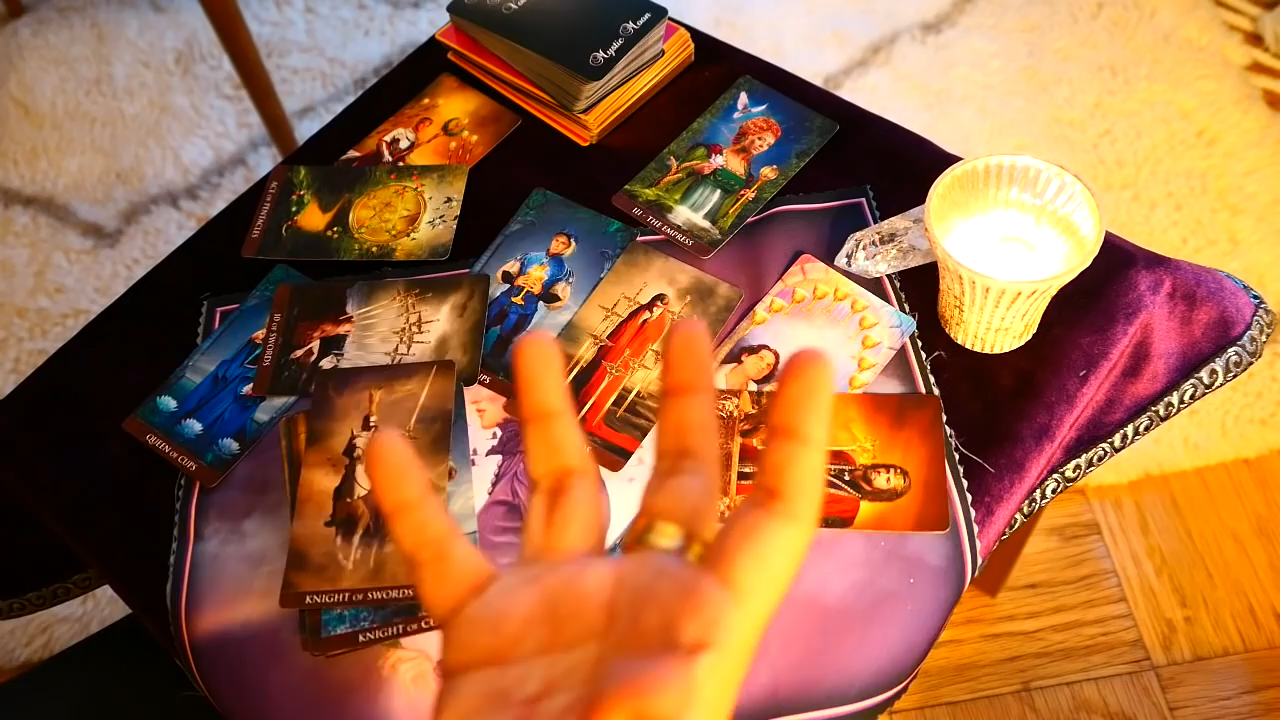 Mystic Moon
III - THE EMPRESS
ACE OF PENTACLES
10 OF SWORDS
QUEEN OF CUPS
KNIGHT OF SWORDS
KNIGHT OF CU